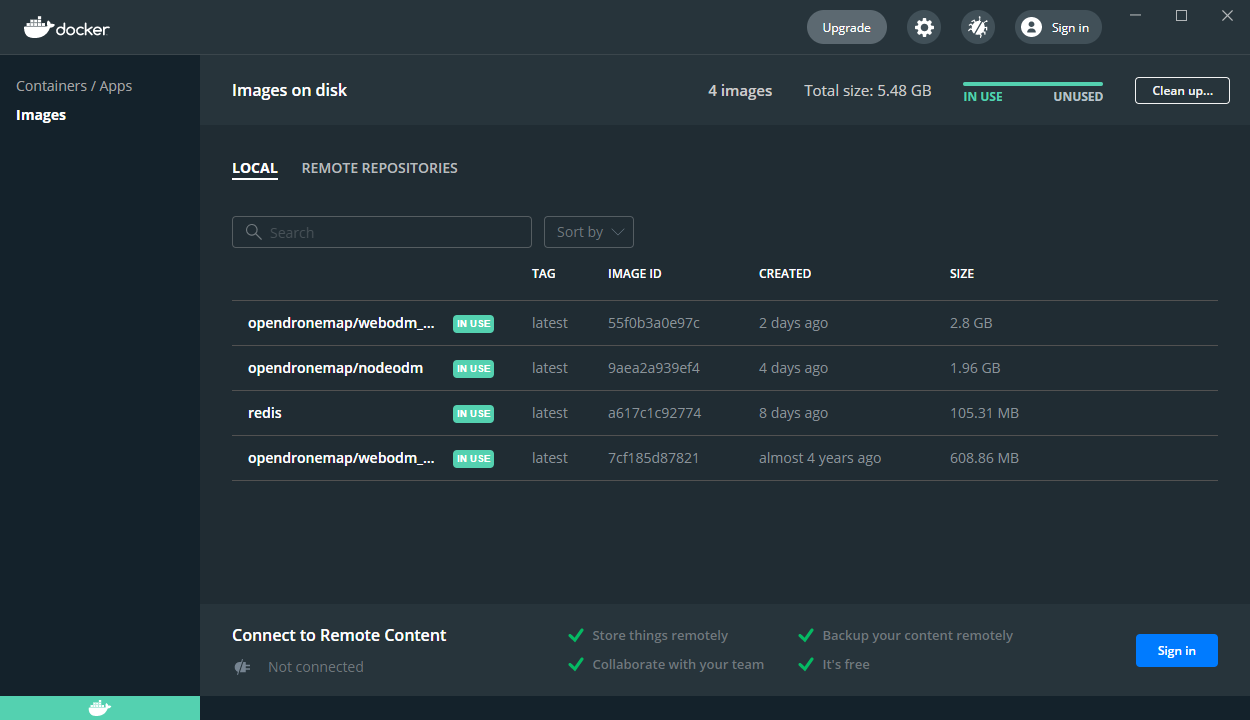 docker
Upgrade
Sign in
Containers / Apps
Images
Images on disk
4 images
Total size: 5.48 GB
IN USE
UNUSED
Clean up...
LOCAL
REMOTE REPOSITORIES
Search
Sort by
TAG IMAGE ID CREATED SIZE
opendronemap/webodm_... IN USE latest 55f0b3a0e97c 2 days ago 2.8 GB
opendronemap/nodeodm IN USE latest 9aea2a939ef4 4 days ago 1.96 GB
redis IN USE latest a617c1c92774 8 days ago 105.31 MB
opendronemap/webodm_... IN USE latest 7cf185d87821 almost 4 years ago 608.86 MB
Connect to Remote Content
Not connected
Store things remotely
Backup your content remotely
Collaborate with your team
It's free
Sign in